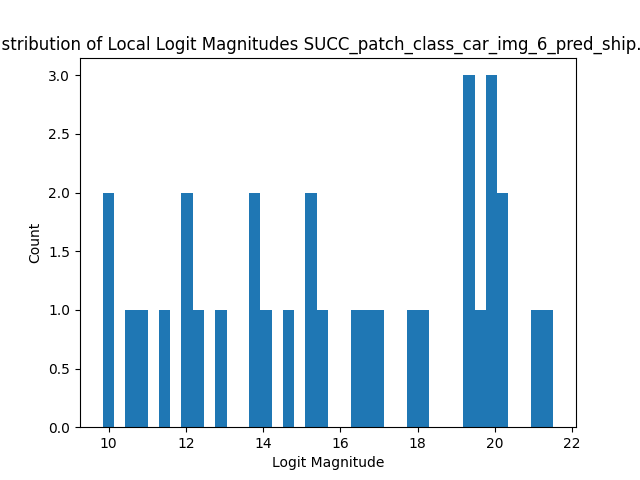 stribution of Local Logit Magnitudes SUCC_patch_class_car_img_6_pred_ship.
3.0
2.5
2.0
1.5
1.0
0.5
0.0
Count
10 12 14 16 18 20 22
Logit Magnitude